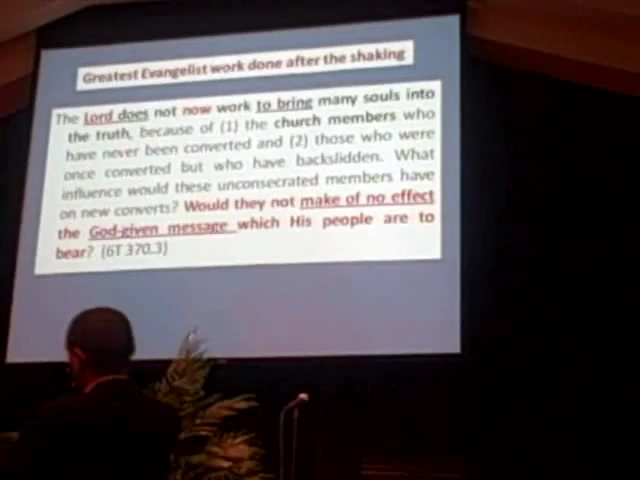 Greatest Evangelist work done after the shaking
The Lord does not now work to bring many souls into
the truth, because of (1) the church members who
have never been converted and (2) those who were
once converted but who have backslidden. What
influence would these unconsecrated members have
on new converts? Would they not make of no effect
the God-given message which His people are to
bear? (6T 370.3)